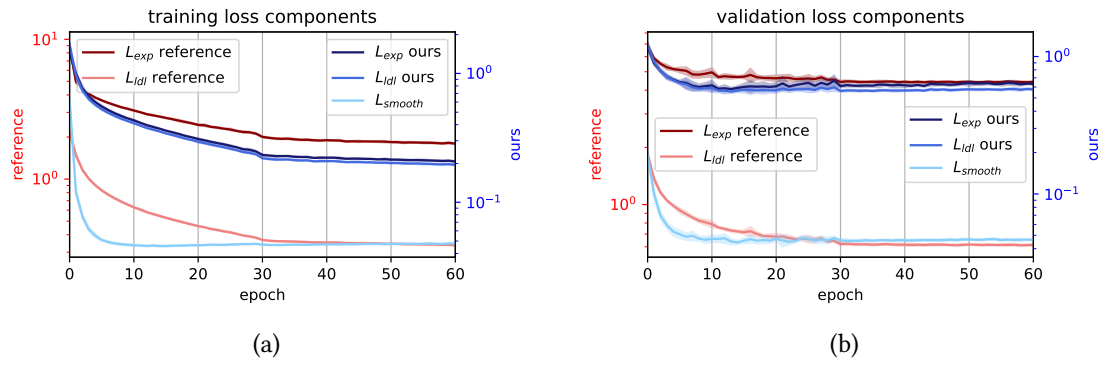 training loss components
10^1
10^0
reference
L_exp reference
L_ldl reference
L_exp ours
L_ldl ours
L_smooth
10^0
10^-1
ours
0 10 20 30 40 50 60
epoch
(a)
validation loss components
10^0
reference
L_exp reference
L_ldl reference
L_exp ours
L_ldl ours
L_smooth
10^0
10^-1
ours
0 10 20 30 40 50 60
epoch
(b)